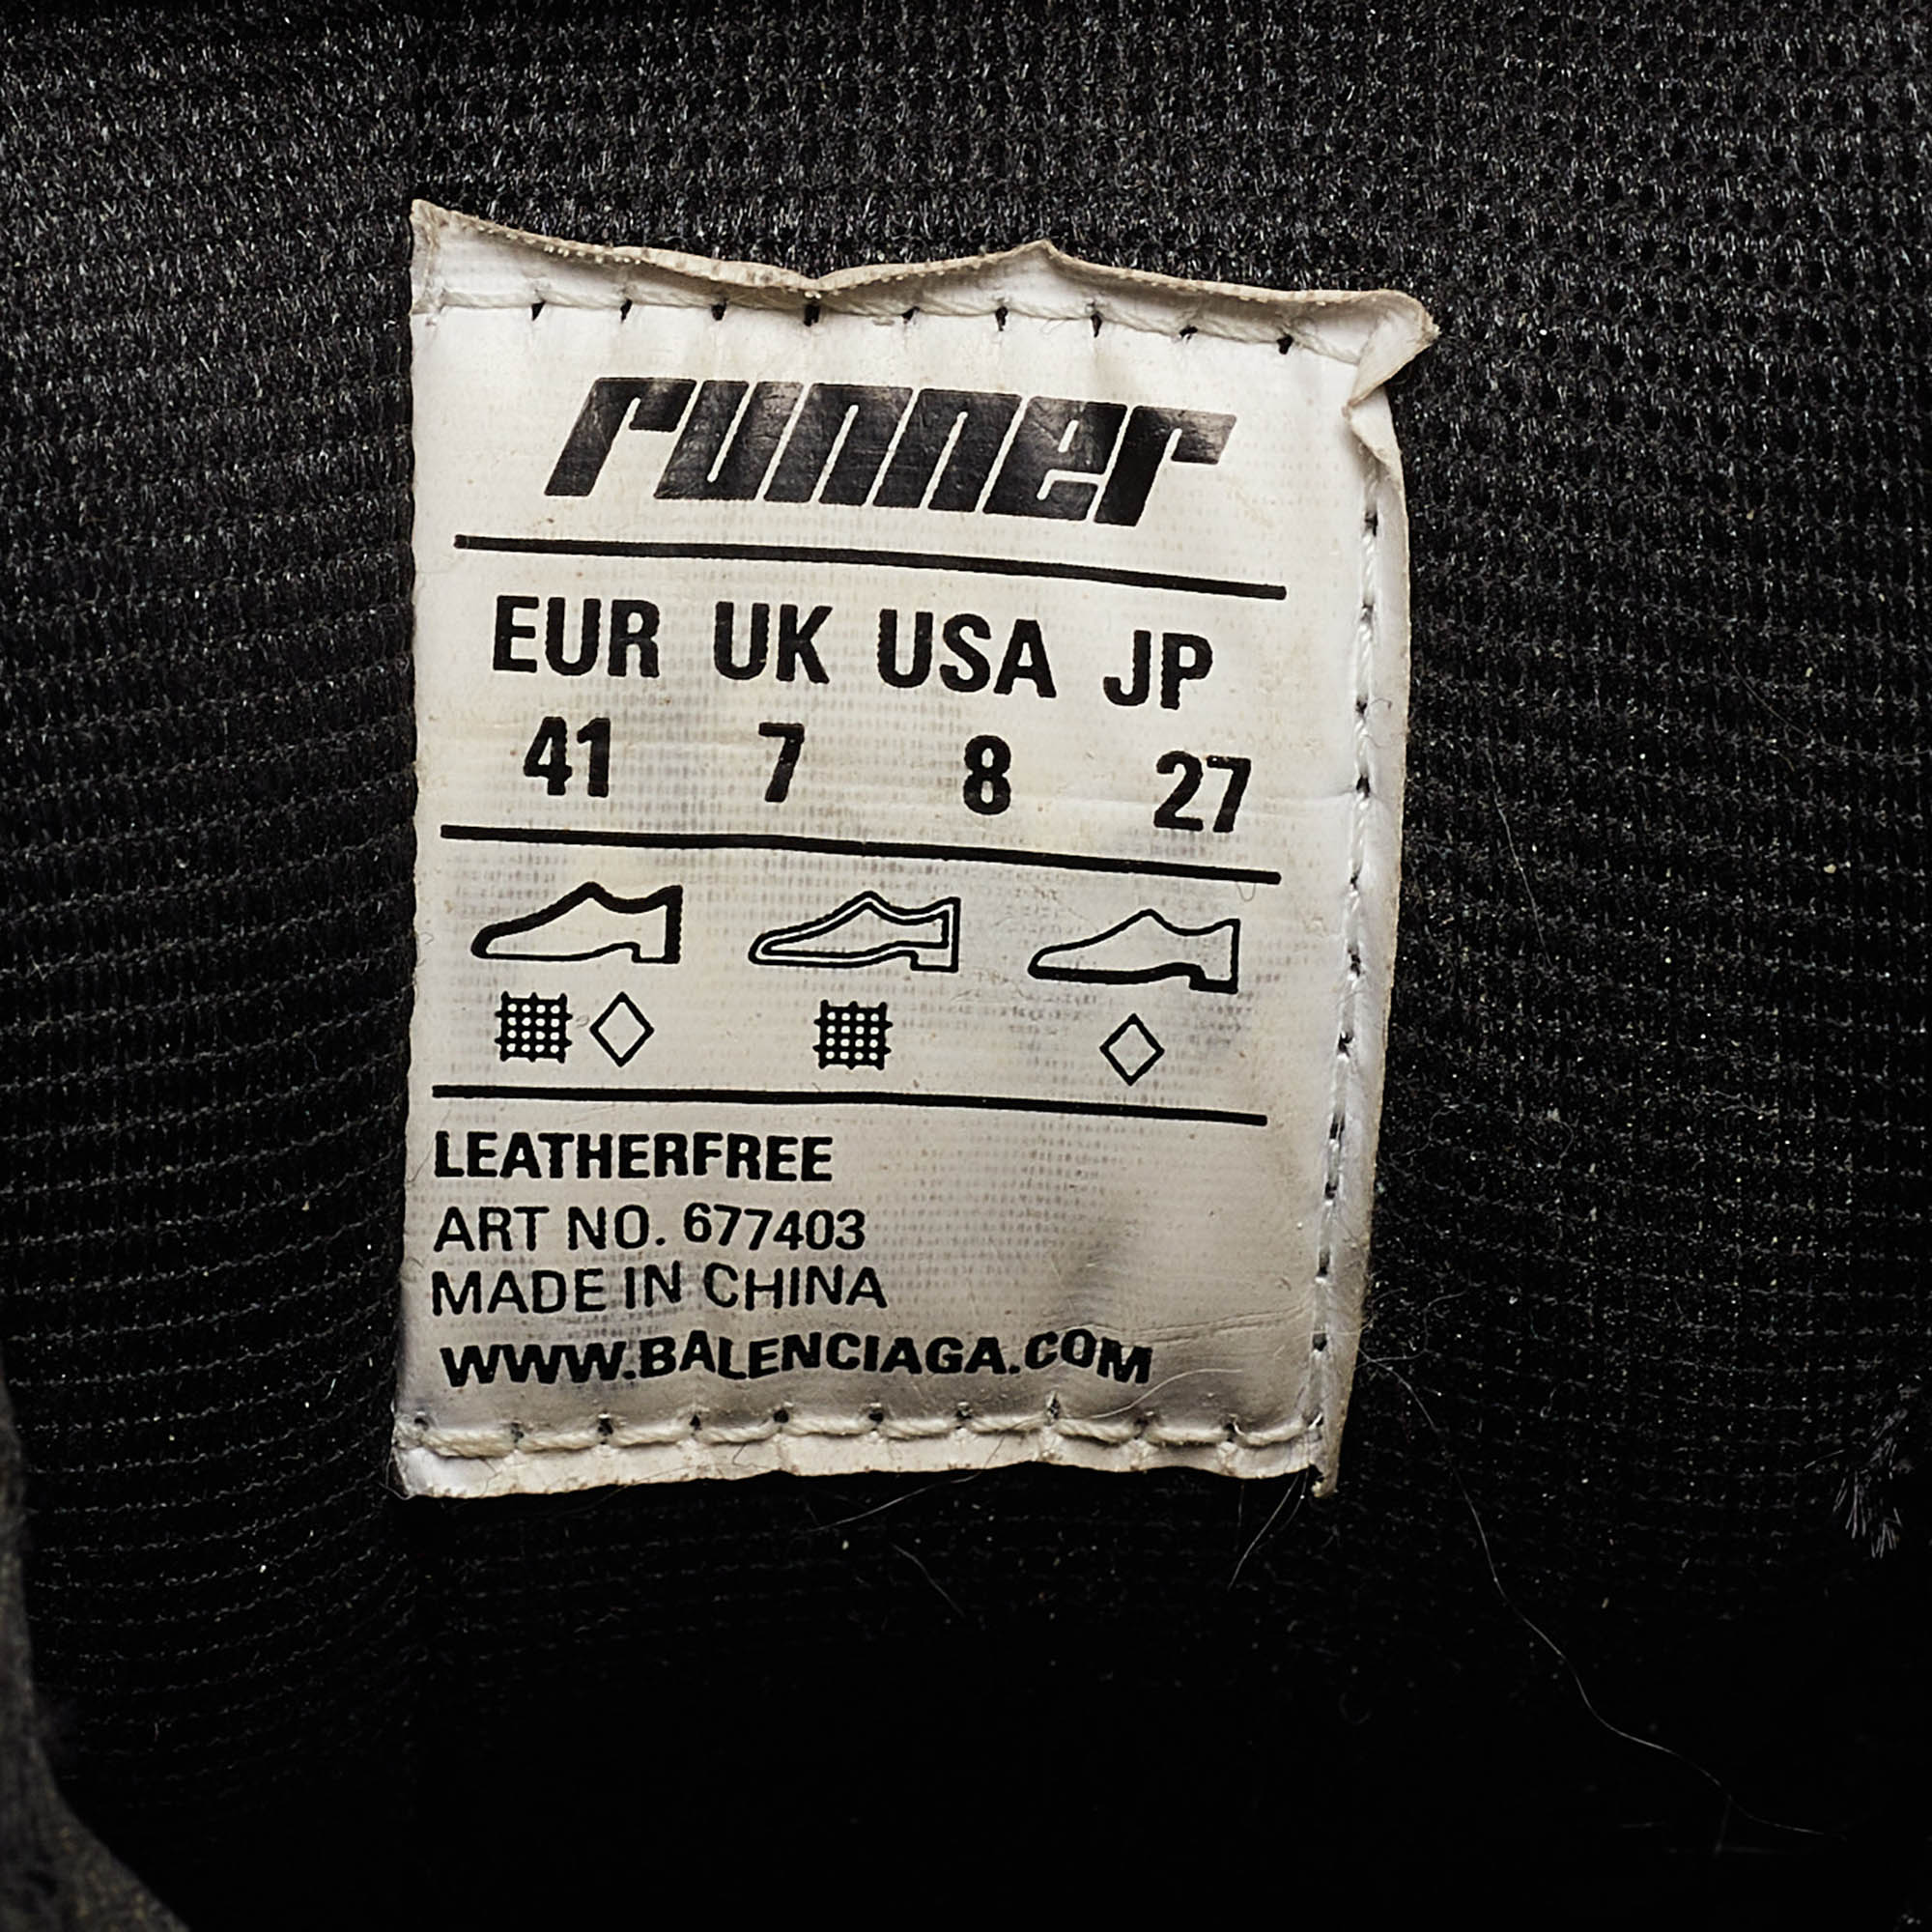 runner
EUR UK USA JP
41 7 8 27
LEATHERFREE
ART NO. 677403
MADE IN CHINA
WWW.BALENCIAGA.COM